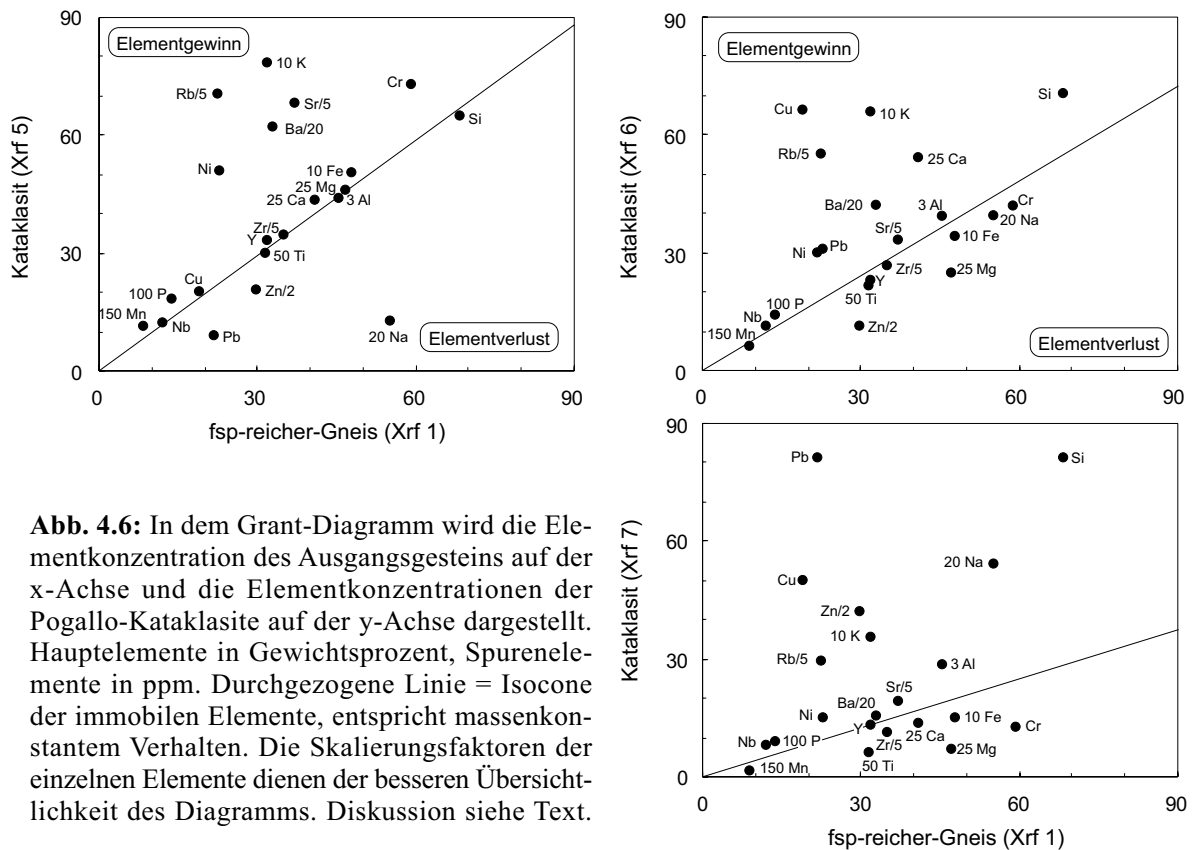 90
60
30
0
Kataklasit (Xrf 5)
Elementgewinn
10 K
Rb/5
Sr/5
Cr
Ba/20
Si
Ni
10 Fe
25 Mg
25 Ca
3 Al
Zr/5
Y
50 Ti
Cu
Zn/2
100 P
150 Mn
Nb
Pb
20 Na
Elementverlust
0
30
60
90
fsp-reicher-Gneis (Xrf 1)
90
60
30
0
Kataklasit (Xrf 6)
Elementgewinn
Si
Cu
10 K
Rb/5
25 Ca
Ba/20
3 Al
Cr
20 Na
Sr/5
10 Fe
Ni
Pb
Zr/5
25 Mg
Y
50 Ti
100 P
Nb
Zn/2
150 Mn
Elementverlust
0
30
60
90
90
60
30
0
Kataklasit (Xrf 7)
Pb
Si
20 Na
Cu
Zn/2
10 K
Rb/5
3 Al
Sr/5
Ba/20
Ni
Y
10 Fe
Cr
25 Ca
Nb
100 P
Zr/5
25 Mg
50 Ti
150 Mn
0
30
60
90
fsp-reicher-Gneis (Xrf 1)
Abb. 4.6: In dem Grant-Diagramm wird die Ele-
mentkonzentration des Ausgangsgesteins auf der
x-Achse und die Elementkonzentrationen der
Pogallo-Kataklasite auf der y-Achse dargestellt.
Hauptelemente in Gewichtsprozent, Spurenele-
mente in ppm. Durchgezogene Linie = Isocone
der immobilen Elemente, entspricht massenkon-
stantem Verhalten. Die Skalierungsfaktoren der
einzelnen Elemente dienen der besseren Übersicht-
lichkeit des Diagramms. Diskussion siehe Text.